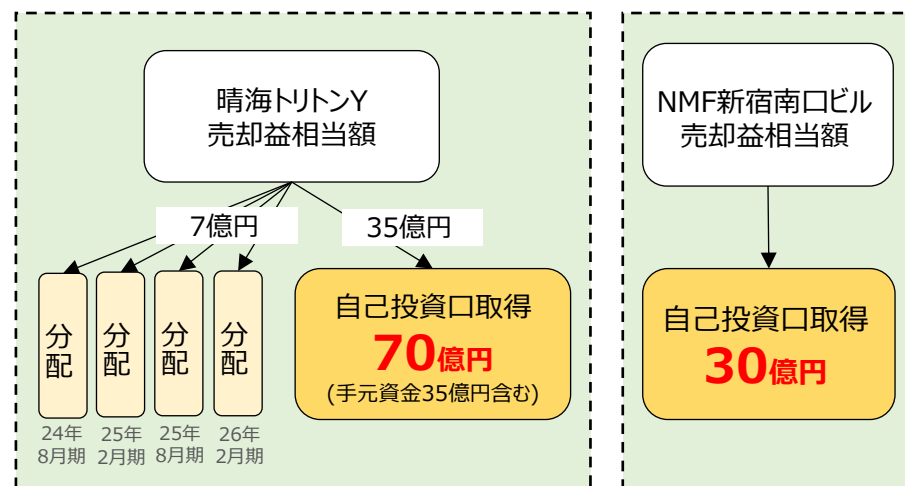 晴海トリトンY
売却益相当額
7億円
35億円
分
配
分
配
分
配
分
配
24年
8月期
25年
2月期
25年
8月期
26年
2月期
自己投資口取得
70億円
(手元資金35億円含む)
NMF新宿南口ビル
売却益相当額
自己投資口取得
30億円